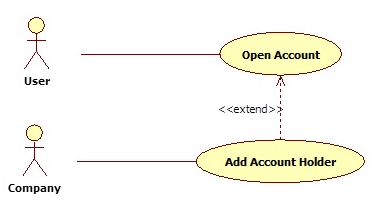 Open Account
User
<<extend>>
Add Account Holder
Company